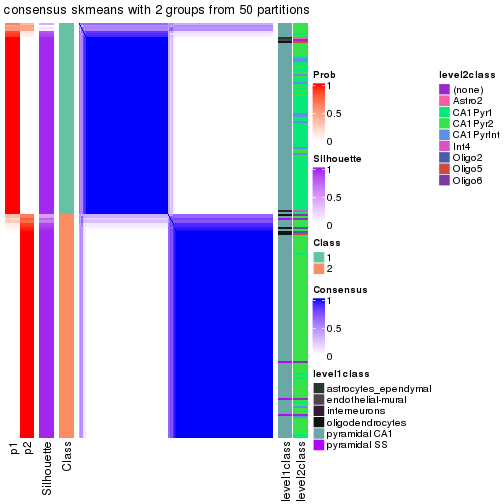 consensus skmeans with 2 groups from 50 partitions
Prob
1
0.5
0
Silhouette
1
0.5
0
Class
1
2
Consensus
1
0.5
0
level1class
astrocytes_ependymal
endothelial-mural
interneurons
oligodendrocytes
pyramidal CA1
pyramidal SS
level2class
(none)
Astro2
CA1Pyr1
CA1Pyr2
CA1PyrInt
Int4
Oligo2
Oligo5
Oligo6
p1
p2
Silhouette
Class
level1class
level2class